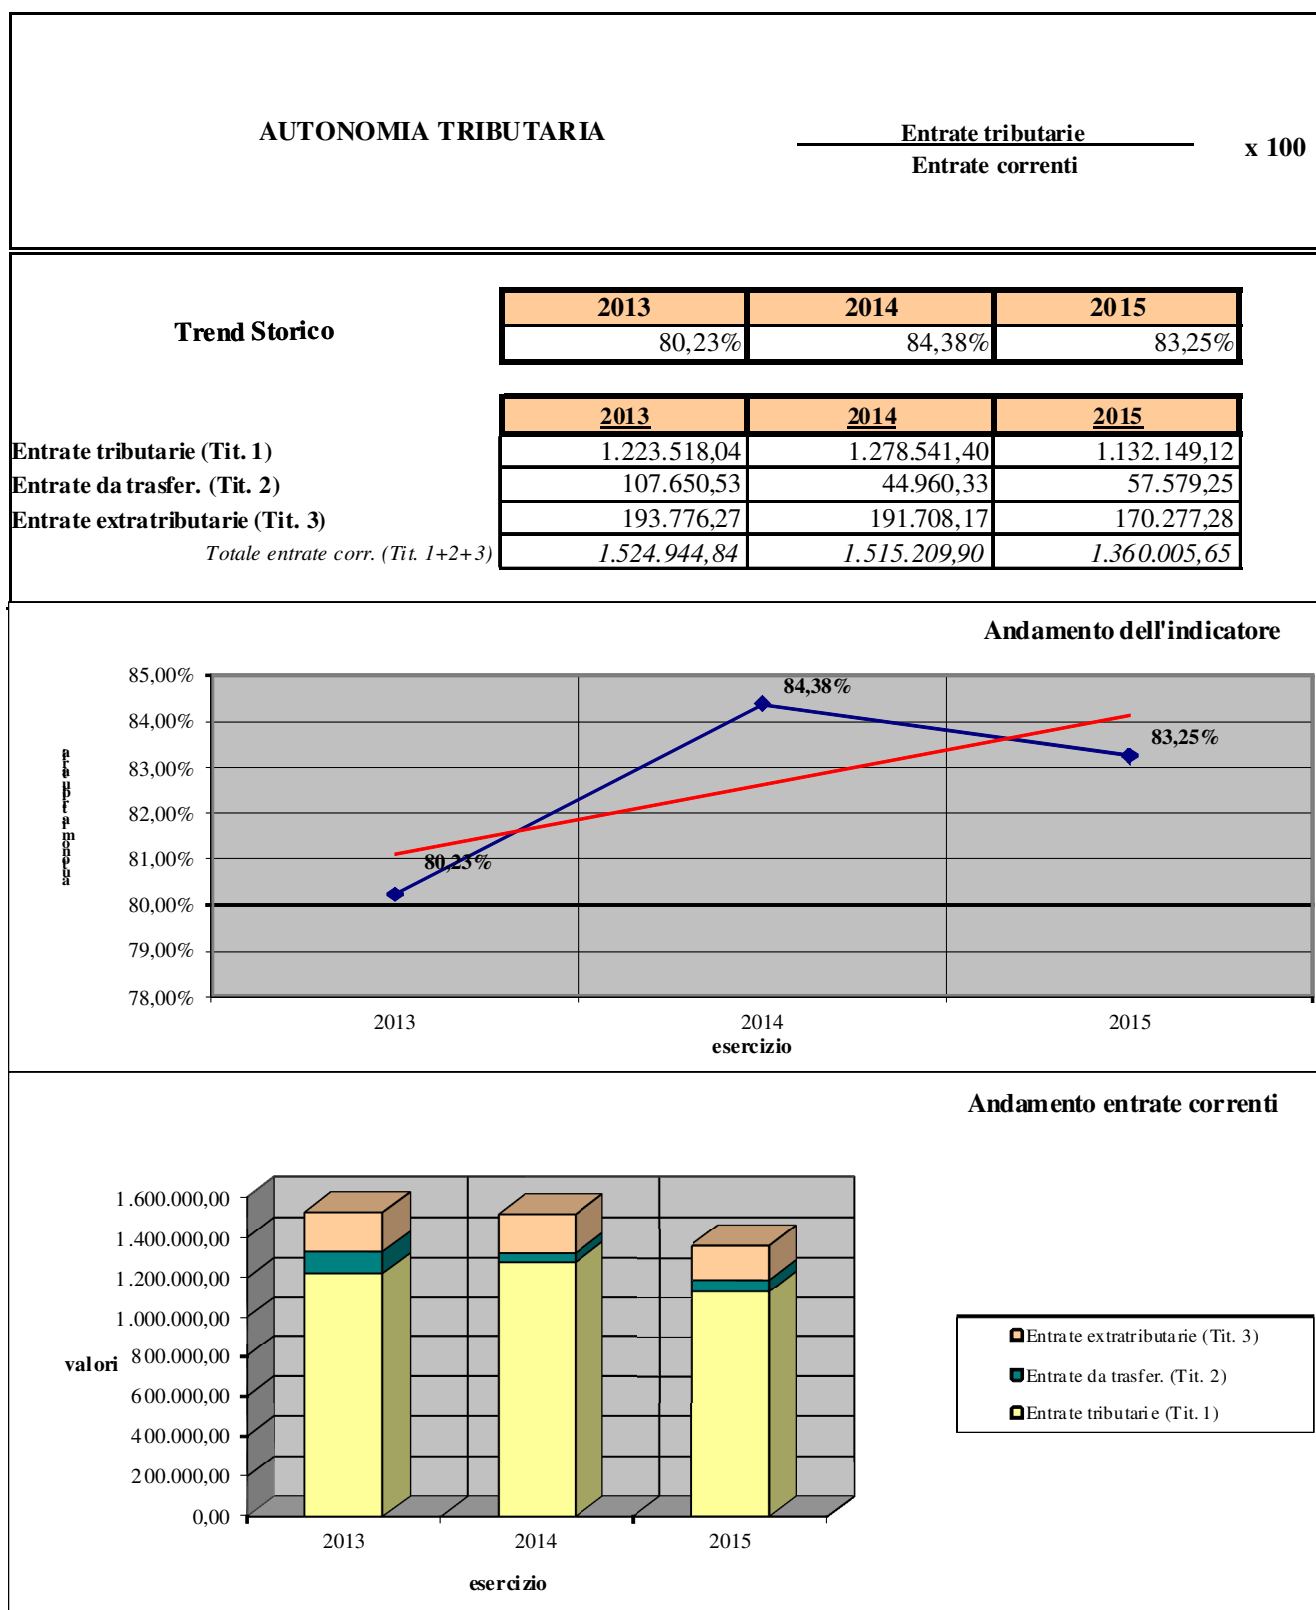 AUTONOMIA TRIBUTARIA
Entrate tributarie
Entrate correnti
x 100
Trend Storico
2013 2014 2015
80,23% 84,38% 83,25%
2013 2014 2015
Entrate tributarie (Tit. 1) 1.223.518,04 1.278.541,40 1.132.149,12
Entrate da trasfer. (Tit. 2) 107.650,53 44.960,33 57.579,25
Entrate extratributarie (Tit. 3) 193.776,27 191.708,17 170.277,28
Totale entrate corr. (Tit. 1+2+3) 1.524.944,84 1.515.209,90 1.360.005,65
Andamento dell'indicatore
85,00%
84,00%
83,00%
82,00%
81,00%
80,00%
79,00%
78,00%
autonomia tributaria
80,23%
84,38%
83,25%
2013 2014 2015
esercizio
Andamento entrate correnti
1.600.000,00
1.400.000,00
1.200.000,00
1.000.000,00
800.000,00
600.000,00
400.000,00
200.000,00
0,00
valori
2013 2014 2015
esercizio
Entrate extratributarie (Tit. 3)
Entrate da trasfer. (Tit. 2)
Entrate tributarie (Tit. 1)